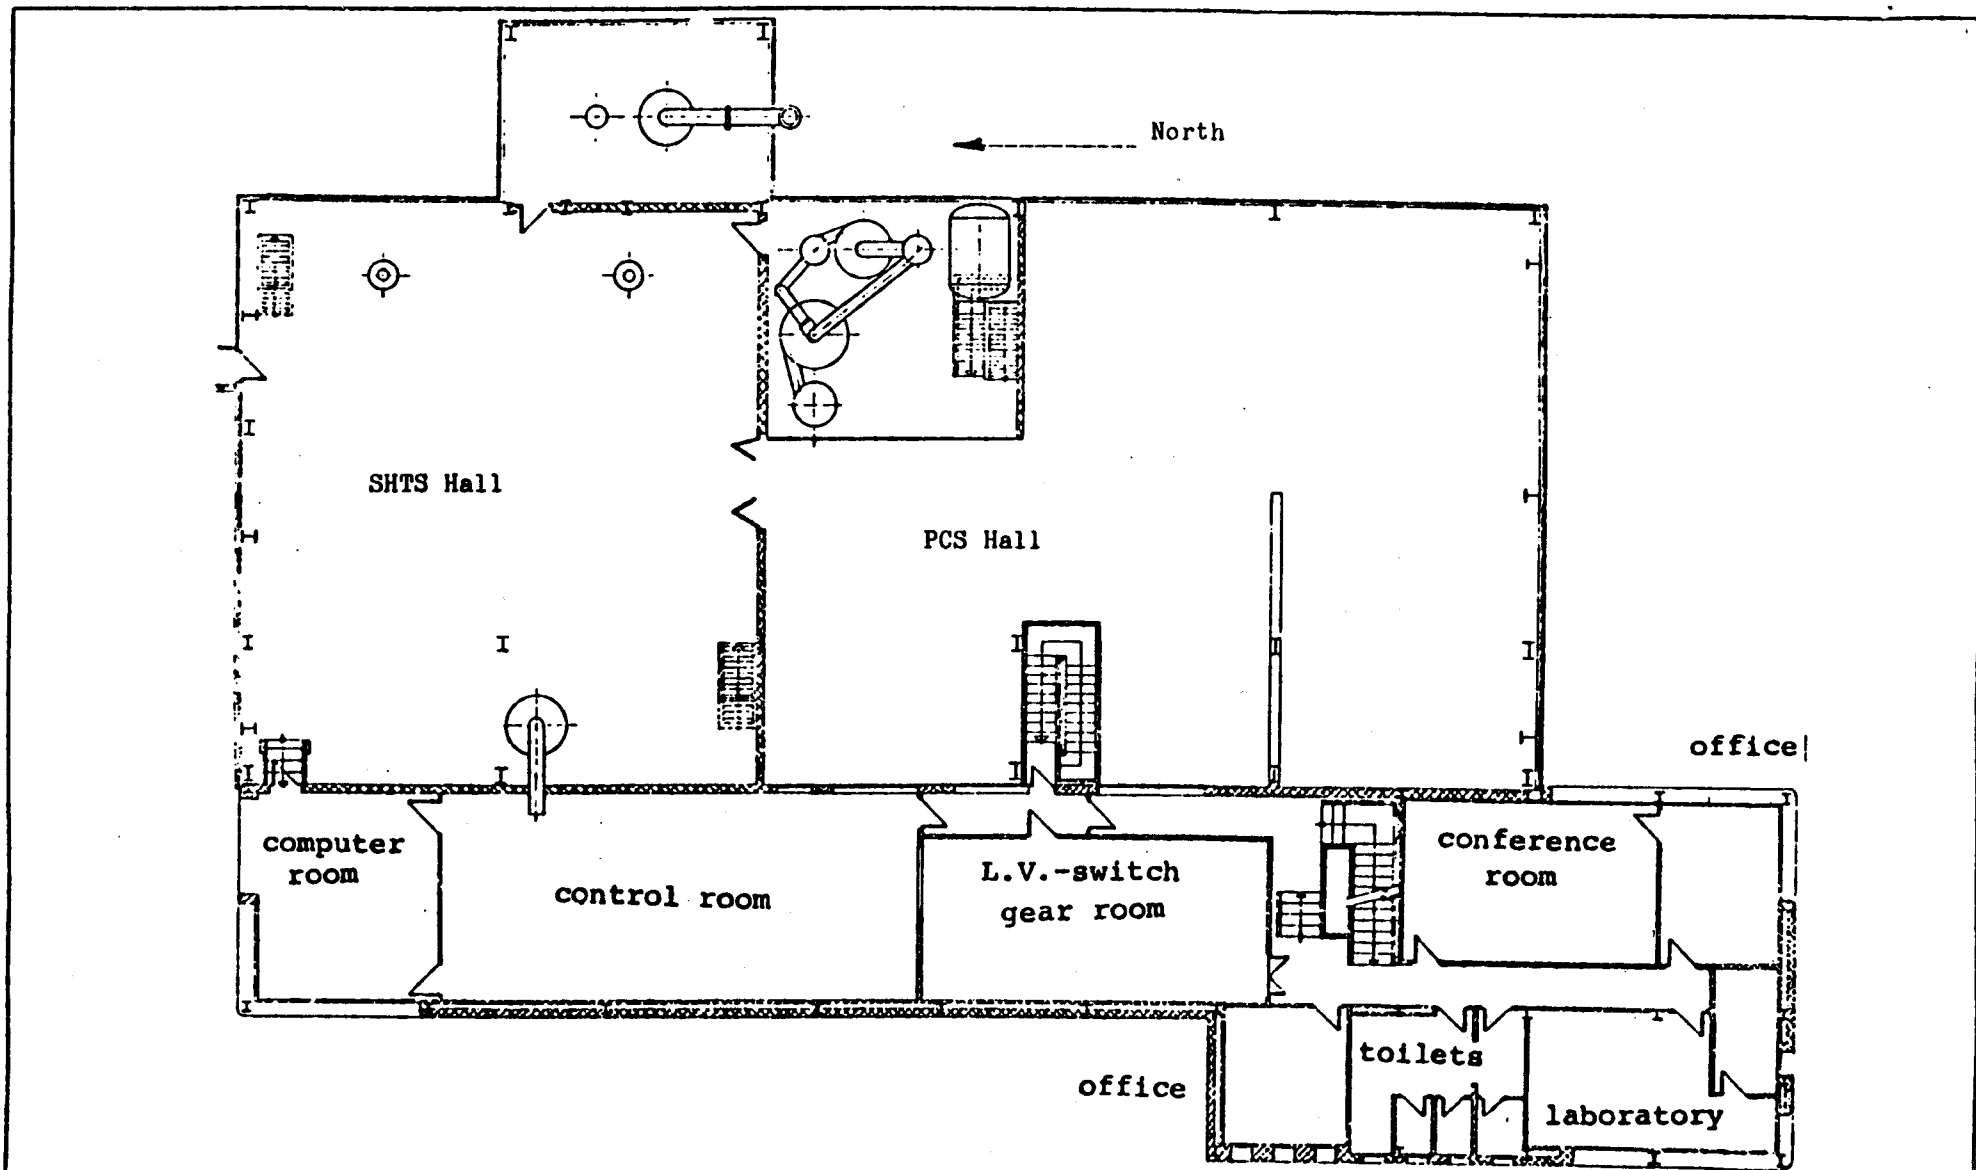 North
SHTS Hall
PCS Hall
office
computer
room
control room
L.V.-switch
gear room
conference
room
office
toilets
laboratory